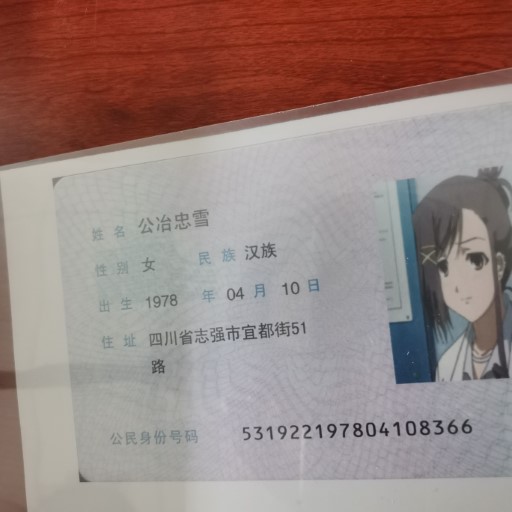 姓名 公冶忠雪
性别 女 民族 汉族
出生 1978 年 04 月 10 日
住址 四川省志强市宜都街51
路
公民身份号码 531922197804108366